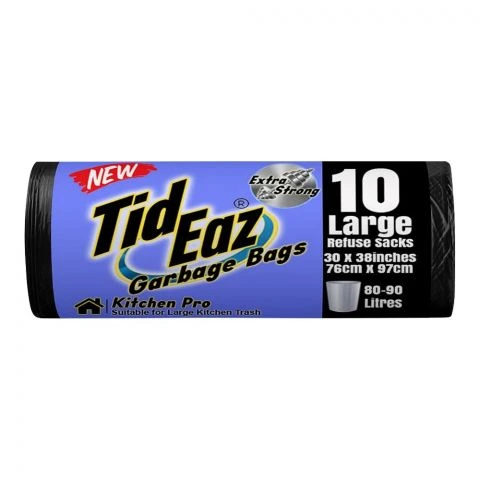 NEW
Tid Eaz®
Garbage Bags
Kitchen Pro
Suitable for Large Kitchen Trash
Extra
Strong
10
Large
Refuse Sacks
30 x 38inches
76cm x 97cm
80-90
Litres